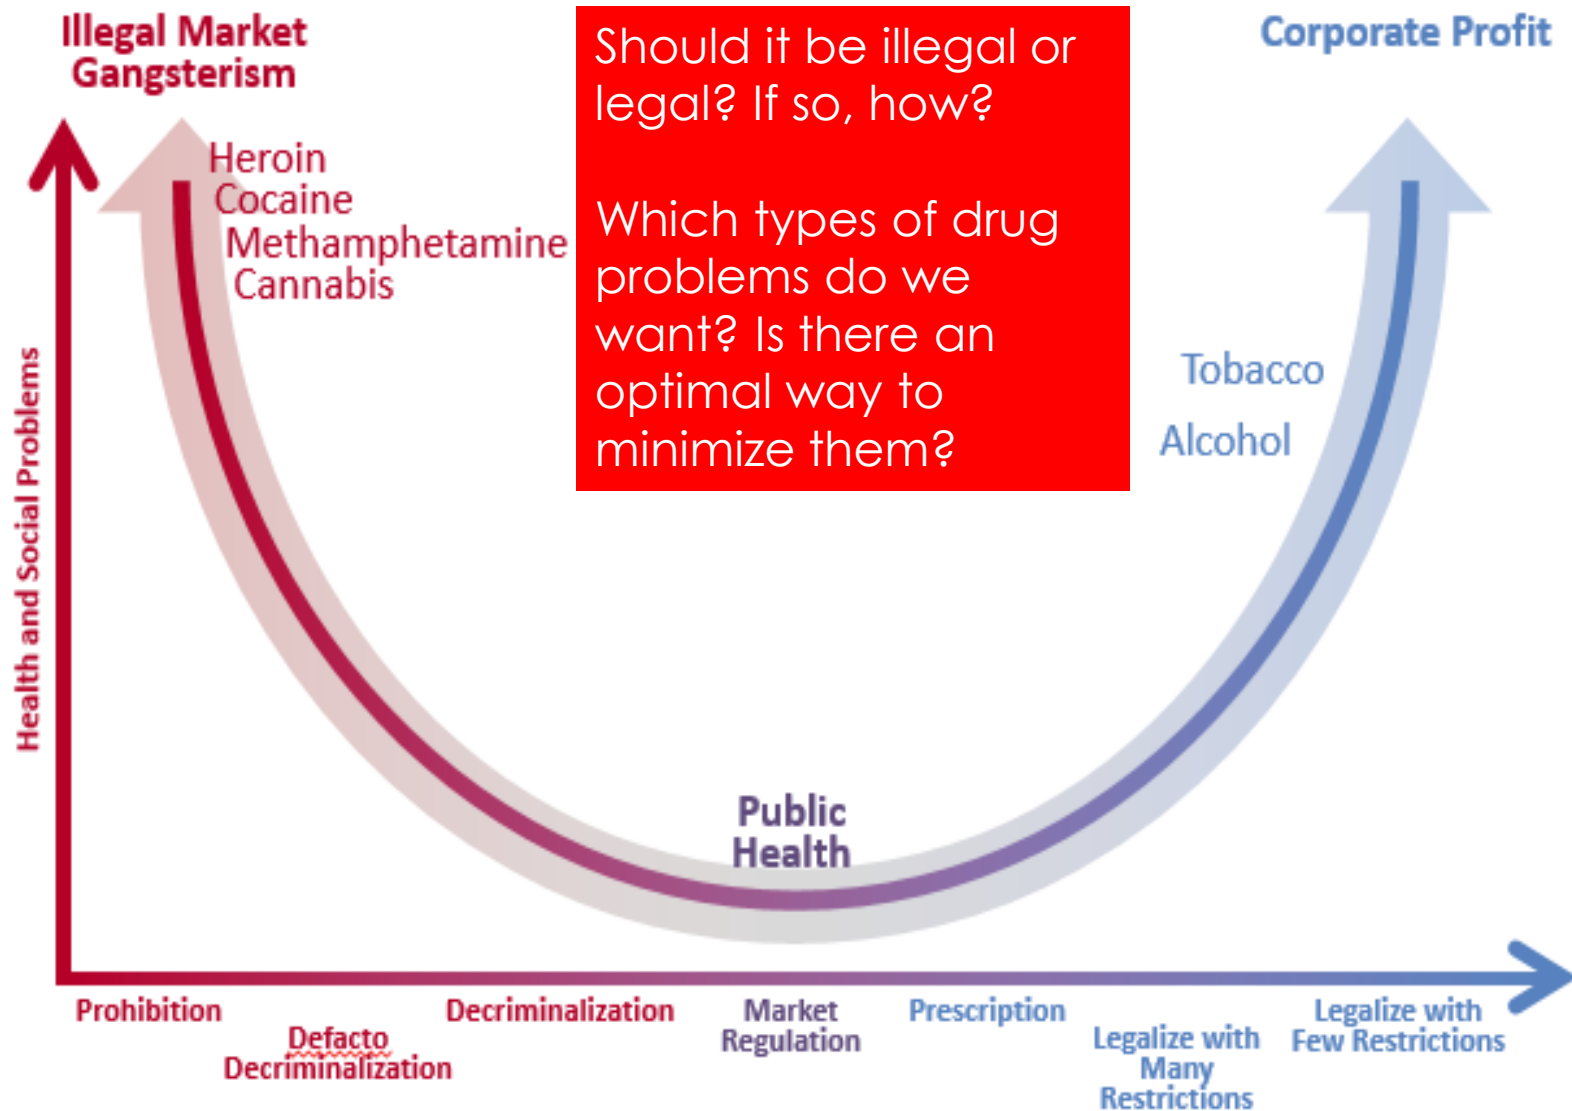 Illegal Market
Gangsterism
Should it be illegal or
legal? If so, how?
Which types of drug
problems do we
want? Is there an
optimal way to
minimize them?
Corporate Profit
Heroin
Cocaine
Methamphetamine
Cannabis
Tobacco
Alcohol
Health and Social Problems
Public
Health
Prohibition
Defacto
Decriminalization
Decriminalization
Market
Regulation
Prescription
Legalize with
Many
Restrictions
Legalize with
Few Restrictions